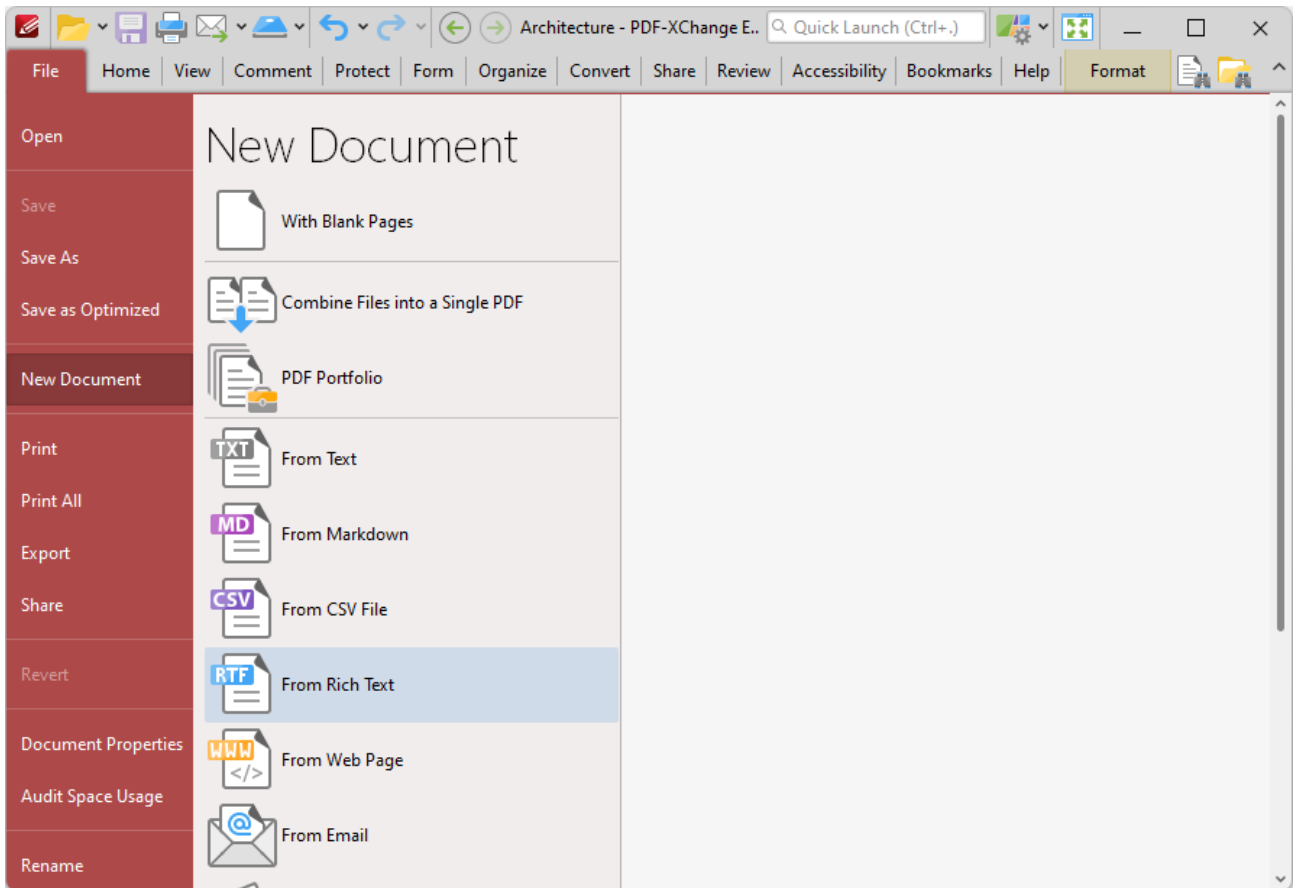 Architecture - PDF-XChange E..
Quick Launch (Ctrl+.)
File Home View Comment Protect Form Organize Convert Share Review Accessibility Bookmarks Help Format
Open
Save
Save As
Save as Optimized
New Document
Print
Print All
Export
Share
Revert
Document Properties
Audit Space Usage
Rename
New Document
With Blank Pages
Combine Files into a Single PDF
PDF Portfolio
TXT From Text
MD From Markdown
CSV From CSV File
RTF From Rich Text
WWW </> From Web Page
@ From Email